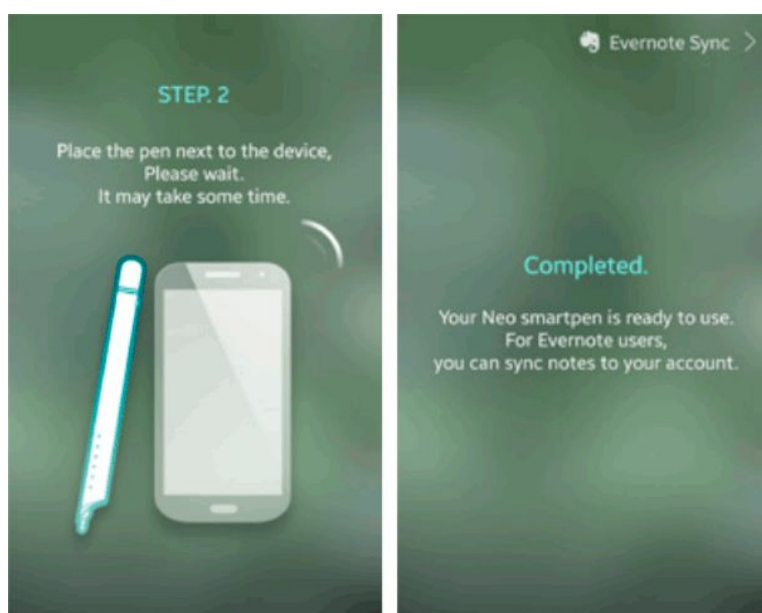 STEP. 2
Place the pen next to the device,
Please wait.
It may take some time.
Evernote Sync
Completed.
Your Neo smartpen is ready to use.
For Evernote users,
you can sync notes to your account.